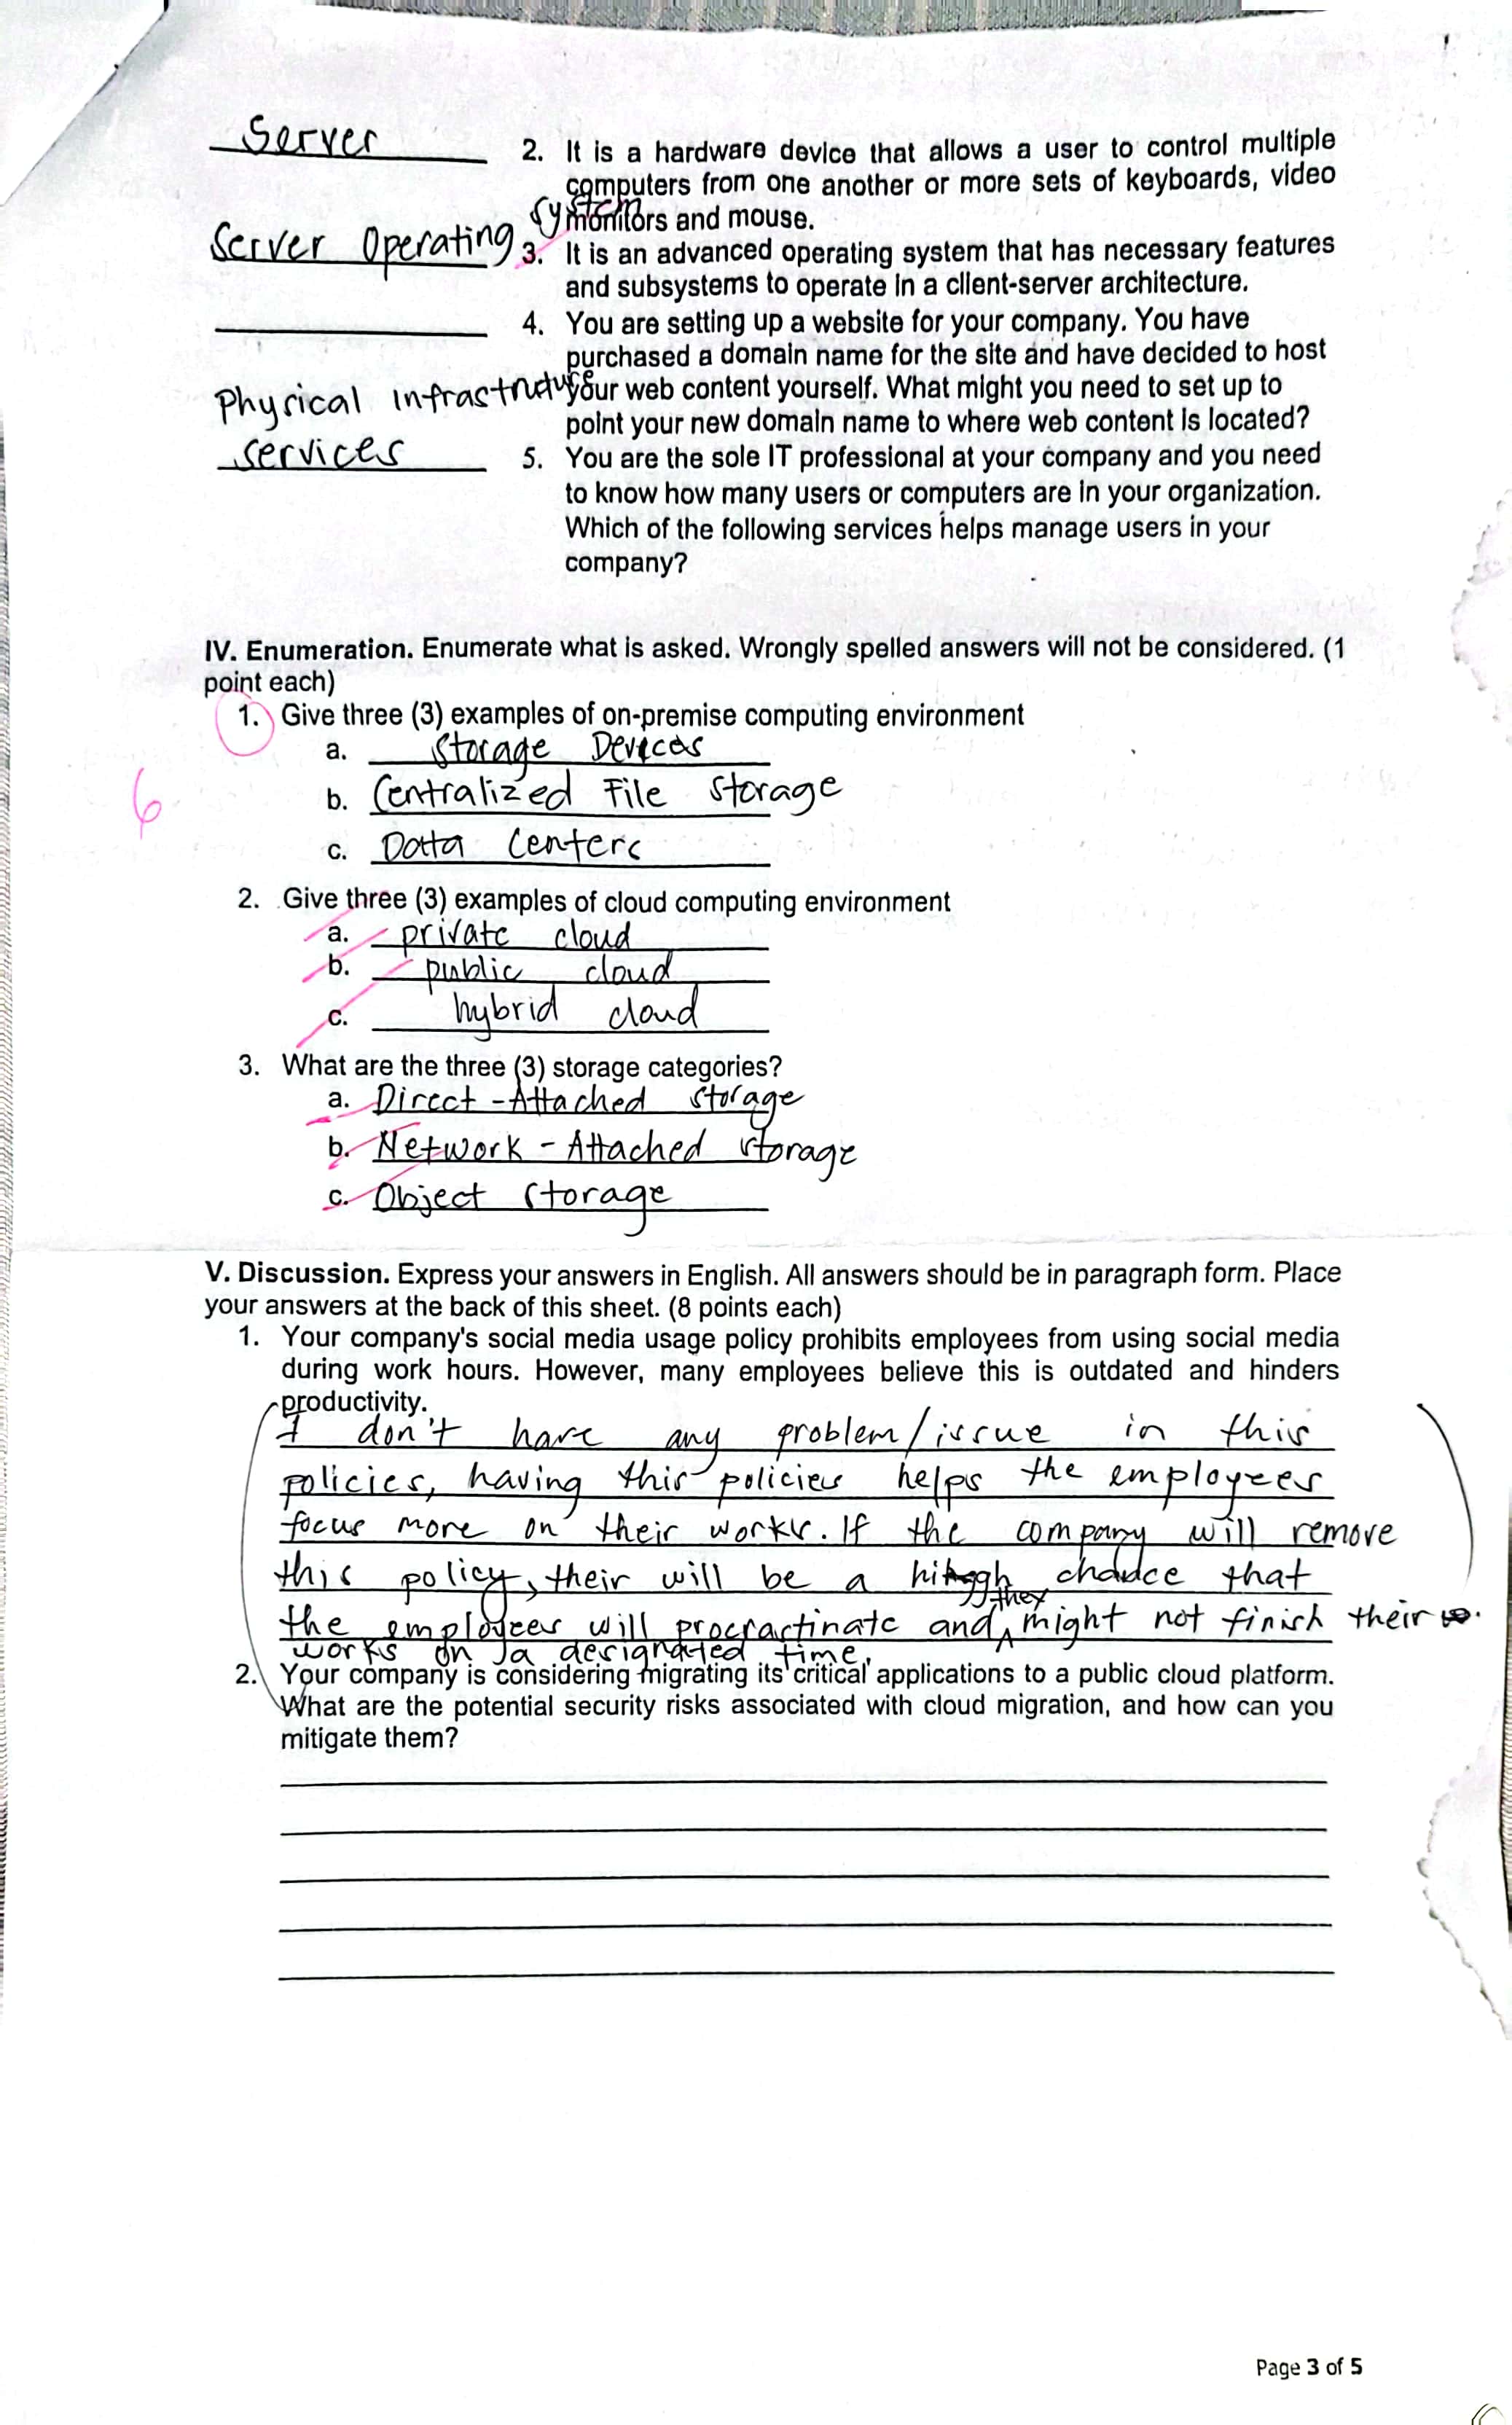 Server
2. It is a hardware device that allows a user to control multiple
computers from one another or more sets of keyboards, video
monitors and mouse.
Server Operating System
3. It is an advanced operating system that has necessary features
and subsystems to operate in a client-server architecture.
4. You are setting up a website for your company. You have
purchased a domain name for the site and have decided to host
your web content yourself. What might you need to set up to
point your new domain name to where web content is located?
Physical Infrastructure
services
5. You are the sole IT professional at your company and you need
to know how many users or computers are in your organization.
Which of the following services helps manage users in your
company?
IV. Enumeration. Enumerate what is asked. Wrongly spelled answers will not be considered. (1
point each)
1. Give three (3) examples of on-premise computing environment
a. Storage Devices
6
b. Centralized File Storage
c. Data Centers
2. Give three (3) examples of cloud computing environment
a. private cloud
b. public cloud
c. hybrid cloud
3. What are the three (3) storage categories?
a. Direct-Attached Storage
b. Network-Attached Storage
c. Object Storage
V. Discussion. Express your answers in English. All answers should be in paragraph form. Place
your answers at the back of this sheet. (8 points each)
1. Your company's social media usage policy prohibits employees from using social media
during work hours. However, many employees believe this is outdated and hinders
productivity.
I don't have any problem/issue in this
policies, having this policies helps the employees
focus more on their works. If the company will remove
this policy, their will be a high chance that
the employees will procrastinate and they might not finish their
works on a designated time.
2. Your company is considering migrating its critical applications to a public cloud platform.
What are the potential security risks associated with cloud migration, and how can you
mitigate them?
Page 3 of 5